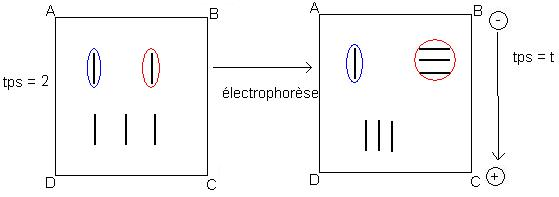 A
B
tps = 2
D
C
électrophorèse
A
B
-
tps = t
D
C
+